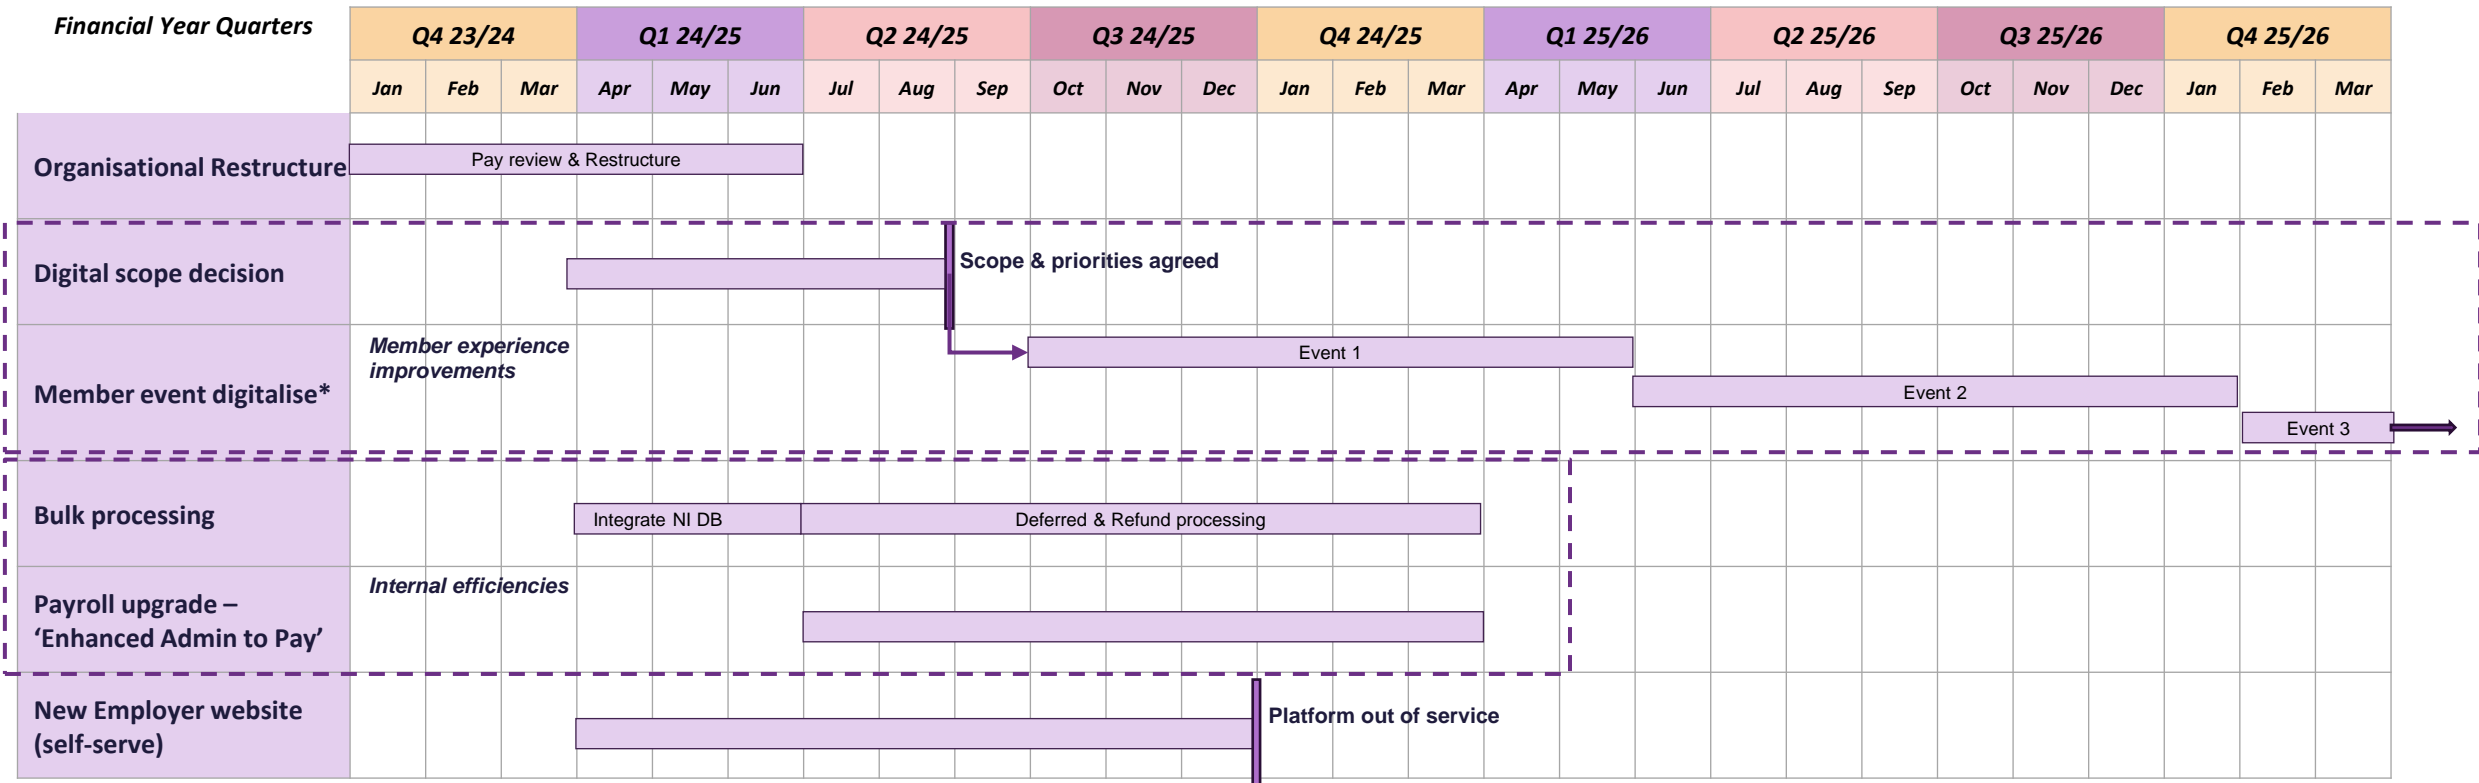 Financial Year Quarters
Q4 23/24 Q1 24/25 Q2 24/25 Q3 24/25 Q4 24/25 Q1 25/26 Q2 25/26 Q3 25/26 Q4 25/26
Jan Feb Mar Apr May Jun Jul Aug Sep Oct Nov Dec Jan Feb Mar Apr May Jun Jul Aug Sep Oct Nov Dec Jan Feb Mar
Organisational Restructure
Pay review & Restructure
Digital scope decision
Scope & priorities agreed
Member event digitalise*
Member experience
improvements
Event 1
Event 2
Event 3
Bulk processing
Integrate NI DB
Deferred & Refund processing
Payroll upgrade –
‘Enhanced Admin to Pay’
Internal efficiencies
New Employer website
(self-serve)
Platform out of service